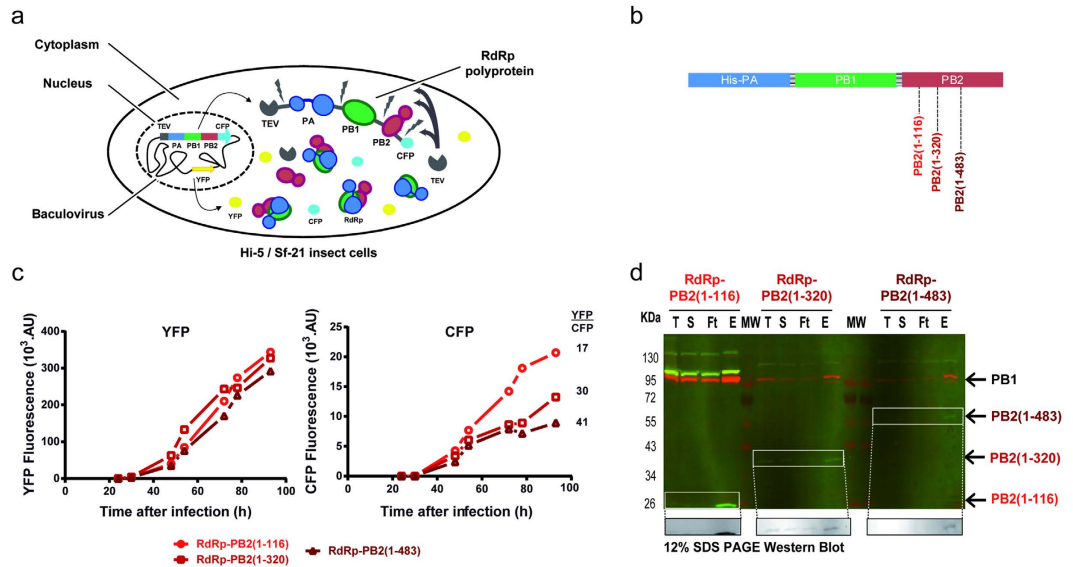 a
Cytoplasm
Nucleus
Baculovirus
RdRp
polyprotein
TEV
PA
PB1
PB2
CFP
YFP
TEV
PA
PB1
PB2
CFP
TEV
YFP
CFP
RdRp
Hi-5 / Sf-21 insect cells
b
His-PA
PB1
PB2
PB2(1-116)
PB2(1-320)
PB2(1-483)
c
YFP Fluorescence (10³.AU)
YFP
400
300
200
100
0
0 20 40 60 80 100
Time after infection (h)
CFP Fluorescence (10³.AU)
CFP
25
20
15
10
5
0
0 20 40 60 80 100
Time after infection (h)
YFP
CFP
17
30
41
RdRp-PB2(1-116)
RdRp-PB2(1-320)
RdRp-PB2(1-483)
d
RdRp-
PB2(1-116)
RdRp-
PB2(1-320)
RdRp-
PB2(1-483)
KDa T S Ft E MW T S Ft E MW T S Ft E
130
95
72
55
43
34
26
PB1
PB2(1-483)
PB2(1-320)
PB2(1-116)
12% SDS PAGE Western Blot